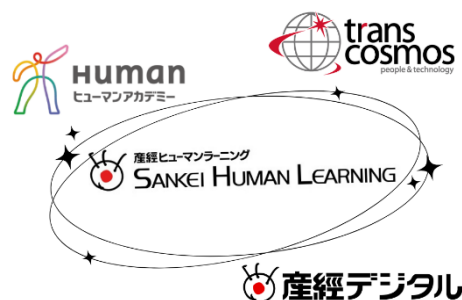 trans
cosmos
people & technology
Human
ヒューマンアカデミー
産経ヒューマンラーニング
SANKEI HUMAN LEARNING
産経デジタル